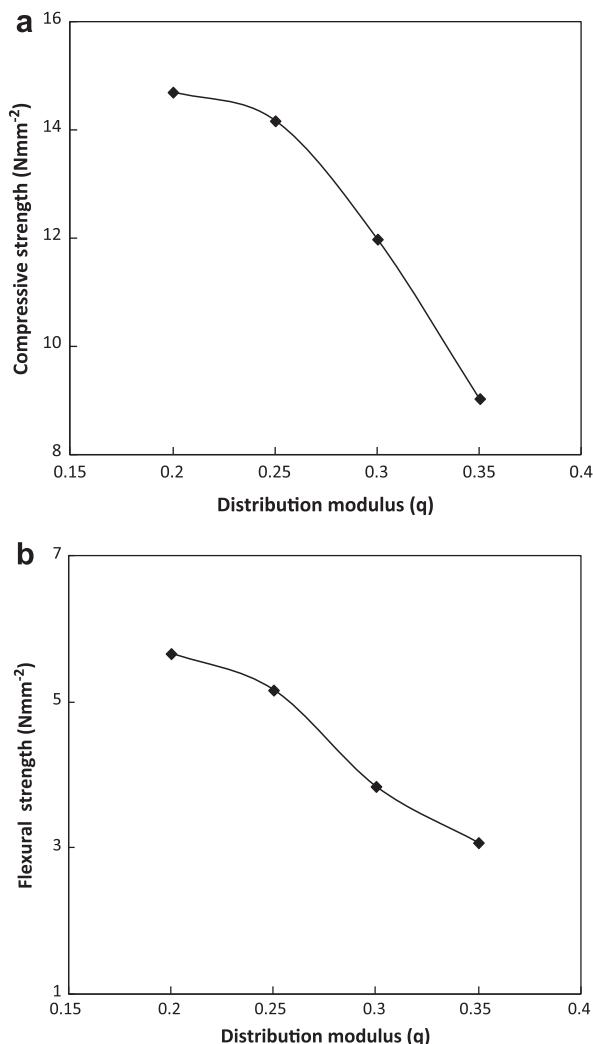 a
16
14
12
10
8
Compressive strength (Nmm-2)
0.15 0.2 0.25 0.3 0.35 0.4
Distribution modulus (q)
b
7
5
3
1
Flexural strength (Nmm-2)
0.15 0.2 0.25 0.3 0.35 0.4
Distribution modulus (q)